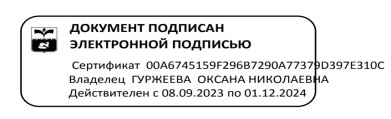 ДОКУМЕНТ ПОДПИСАН
ЭЛЕКТРОННОЙ ПОДПИСЬЮ
Сертификат 00A6745159F296B7290A77379D397E310C
Владелец ГУРЖЕЕВА ОКСАНА НИКОЛАЕВНА
Действителен с 08.09.2023 по 01.12.2024